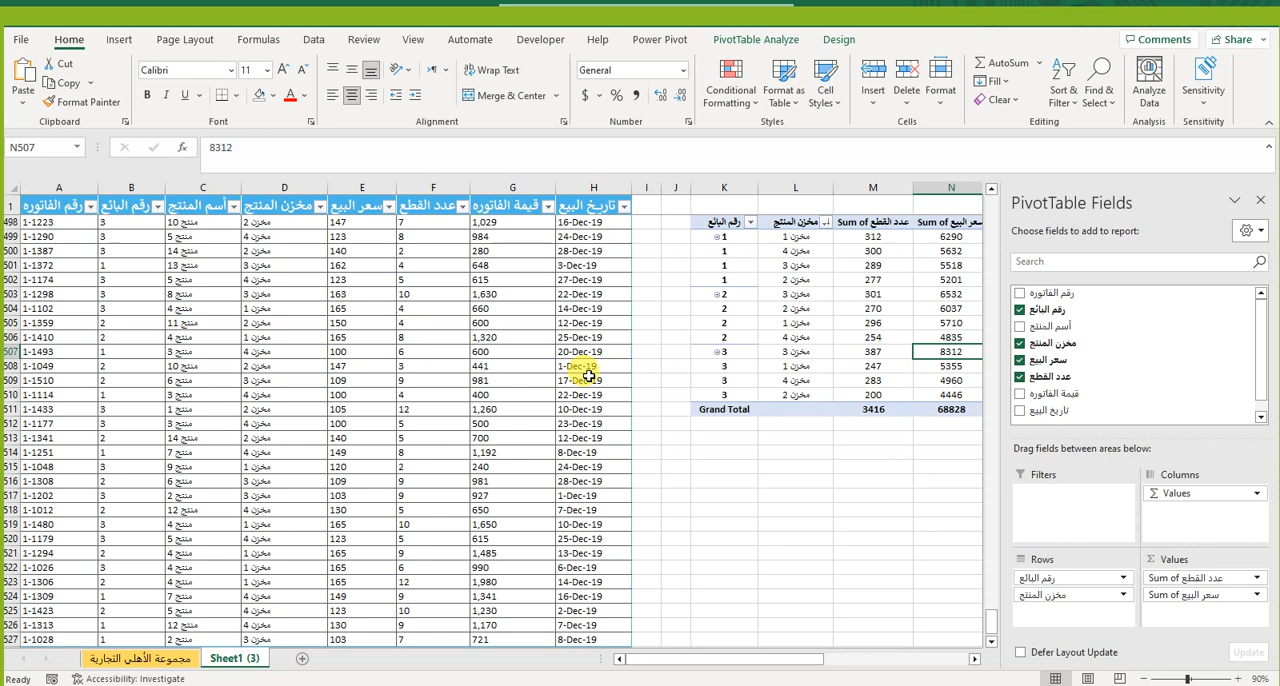 File Home Insert Page Layout Formulas Data Review View Automate Developer Help Power Pivot PivotTable Analyze Design Comments Share
Paste Cut Copy Format Painter Clipboard
Calibri 11 B I U Font
Wrap Text Merge & Center Alignment
General $ % Number
Conditional Formatting Format as Table Cell Styles Styles
Insert Delete Format Cells
AutoSum Fill Clear Sort & Filter Find & Select Editing
Analyze Data Analysis
Sensitivity Sensitivity
N507 fx 8312
A B C D E F G H I J K L M N
1 رقم الفاتوره رقم البائع أسم المنتج مخزن المنتج سعر البيع عدد القطع قيمة الفاتوره تاريخ البيع
498 1-1223 3 منتج 10 مخزن 2 147 7 1,029 16-Dec-19 رقم البائع مخزن المنتج Sum of عدد القطع Sum of سعر البيع
499 1-1290 3 منتج 5 مخزن 4 123 8 984 24-Dec-19 1 مخزن 1 312 6290
500 1-1387 3 منتج 14 مخزن 2 140 2 280 28-Dec-19 1 مخزن 4 300 5632
501 1-1372 1 منتج 13 مخزن 3 162 4 648 3-Dec-19 1 مخزن 3 289 5518
502 1-1174 3 منتج 5 مخزن 4 123 5 615 27-Dec-19 1 مخزن 2 277 5201
503 1-1298 3 منتج 8 مخزن 3 163 10 1,630 22-Dec-19 2 مخزن 3 301 6532
504 1-1102 3 منتج 4 مخزن 1 165 4 660 14-Dec-19 2 مخزن 4 270 6037
505 1-1359 2 منتج 11 مخزن 2 150 4 600 12-Dec-19 2 مخزن 1 296 5710
506 1-1410 2 منتج 4 مخزن 1 165 8 1,320 25-Dec-19 2 مخزن 2 254 4835
507 1-1493 1 منتج 3 مخزن 4 100 6 600 20-Dec-19 3 مخزن 3 387 8312
508 1-1049 2 منتج 10 مخزن 2 147 3 441 1-Dec-19 3 مخزن 1 247 5355
509 1-1510 2 منتج 6 مخزن 3 109 9 981 17-Dec-19 3 مخزن 4 283 4960
510 1-1114 1 منتج 3 مخزن 4 100 4 400 22-Dec-19 3 مخزن 2 200 4446
511 1-1433 1 منتج 1 مخزن 2 105 12 1,260 10-Dec-19 Grand Total 3416 68828
512 1-1177 3 منتج 3 مخزن 4 100 5 500 23-Dec-19
513 1-1341 2 منتج 14 مخزن 2 140 5 700 12-Dec-19
514 1-1251 1 منتج 7 مخزن 4 149 8 1,192 8-Dec-19
515 1-1048 3 منتج 9 مخزن 1 120 2 240 24-Dec-19
516 1-1308 2 منتج 6 مخزن 3 109 9 981 28-Dec-19
517 1-1202 3 منتج 2 مخزن 3 103 9 927 1-Dec-19
518 1-1012 2 منتج 12 مخزن 4 130 5 650 7-Dec-19
519 1-1480 3 منتج 4 مخزن 1 165 10 1,650 10-Dec-19
520 1-1179 3 منتج 5 مخزن 4 123 5 615 25-Dec-19
521 1-1294 2 منتج 4 مخزن 1 165 9 1,485 13-Dec-19
522 1-1026 3 منتج 4 مخزن 1 165 6 990 6-Dec-19
523 1-1306 2 منتج 4 مخزن 1 165 12 1,980 14-Dec-19
524 1-1309 1 منتج 7 مخزن 4 149 9 1,341 16-Dec-19
525 1-1423 2 منتج 5 مخزن 4 123 10 1,230 2-Dec-19
526 1-1313 1 منتج 12 مخزن 4 130 9 1,170 7-Dec-19
527 1-1028 1 منتج 2 مخزن 3 103 7 721 8-Dec-19
PivotTable Fields
Choose fields to add to report:
Search
رقم الفاتوره
رقم البائع
أسم المنتج
مخزن المنتج
سعر البيع
عدد القطع
قيمة الفاتوره
تاريخ البيع
Drag fields between areas below:
Filters Columns
Σ Values
Rows Σ Values
رقم البائع Sum of عدد القطع
مخزن المنتج Sum of سعر البيع
Defer Layout Update Update
مجموعة الأهلي التجارية Sheet1 (3)
Ready Accessibility: Investigate 90%